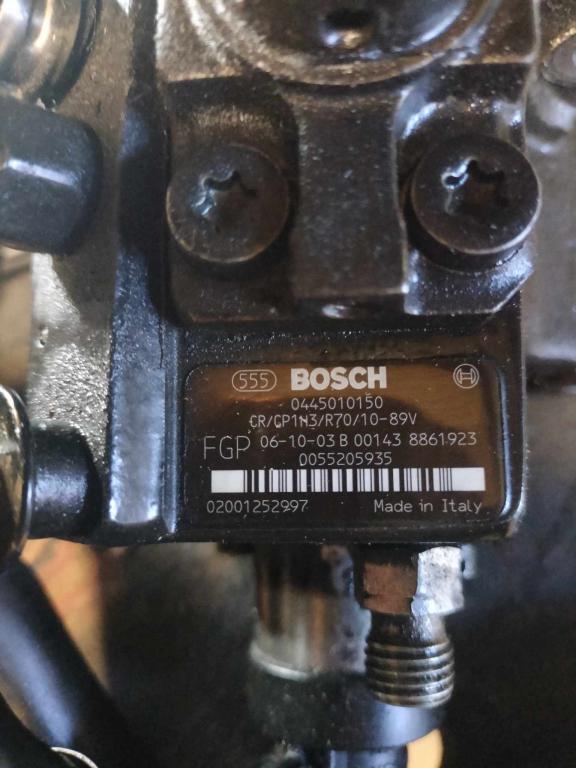 555 BOSCH
0445010150
CR/CP1H3/R70/10-89V
FGP 06-10-03 B 00143 8861923
0055205935
02001252997 Made in Italy